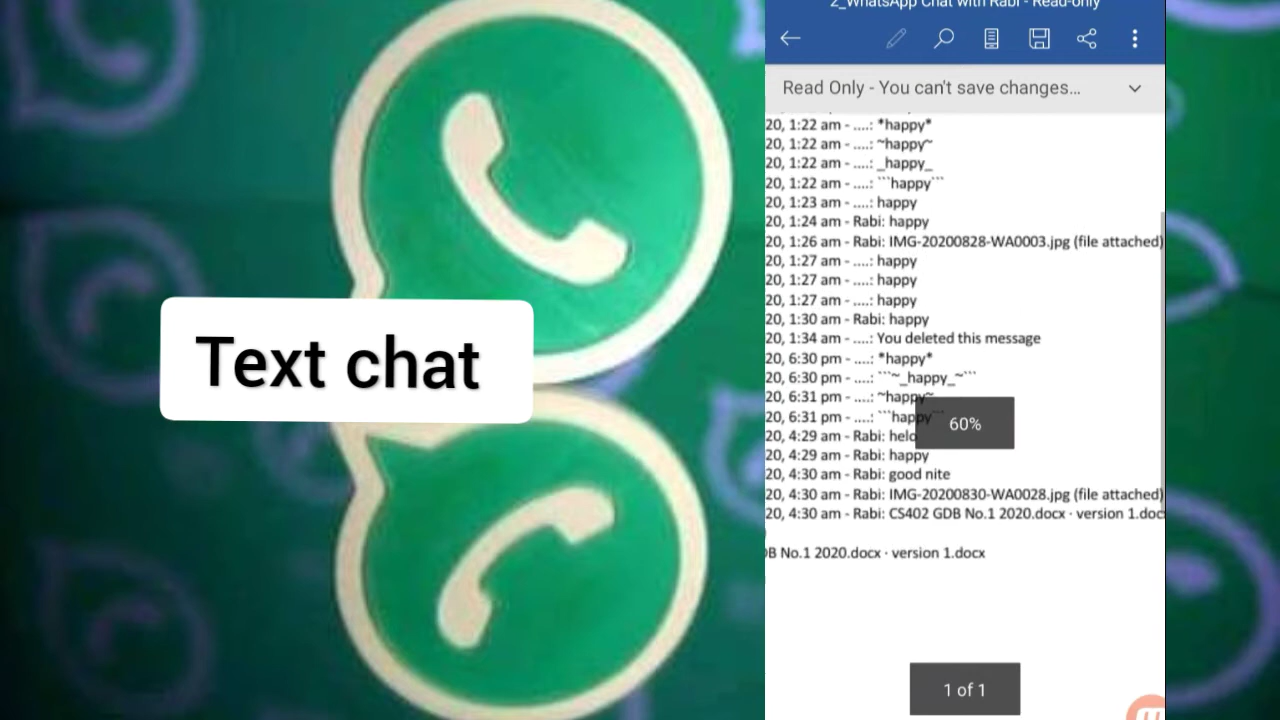 Text chat
2_WhatsApp Chat with Rabi - Read-only
Read Only - You can't save changes...
20, 1:22 am - ....: *happy*
20, 1:22 am - ....: ~happy~
20, 1:22 am - ....: _happy_
20, 1:22 am - ....: ```happy```
20, 1:23 am - ....: happy
20, 1:24 am - Rabi: happy
20, 1:26 am - Rabi: IMG-20200828-WA0003.jpg (file attached)
20, 1:27 am - ....: happy
20, 1:27 am - ....: happy
20, 1:27 am - ....: happy
20, 1:30 am - Rabi: happy
20, 1:34 am - ....: You deleted this message
20, 6:30 pm - ....: *happy*
20, 6:30 pm - ....: ```~_happy_~```
20, 6:31 pm - ....: ~happy~
20, 6:31 pm - ....: ```happy```
60%
20, 4:29 am - Rabi: helo
20, 4:29 am - Rabi: happy
20, 4:30 am - Rabi: good nite
20, 4:30 am - Rabi: IMG-20200830-WA0028.jpg (file attached)
20, 4:30 am - Rabi: CS402 GDB No.1 2020.docx · version 1.doc
DB No.1 2020.docx · version 1.docx
1 of 1